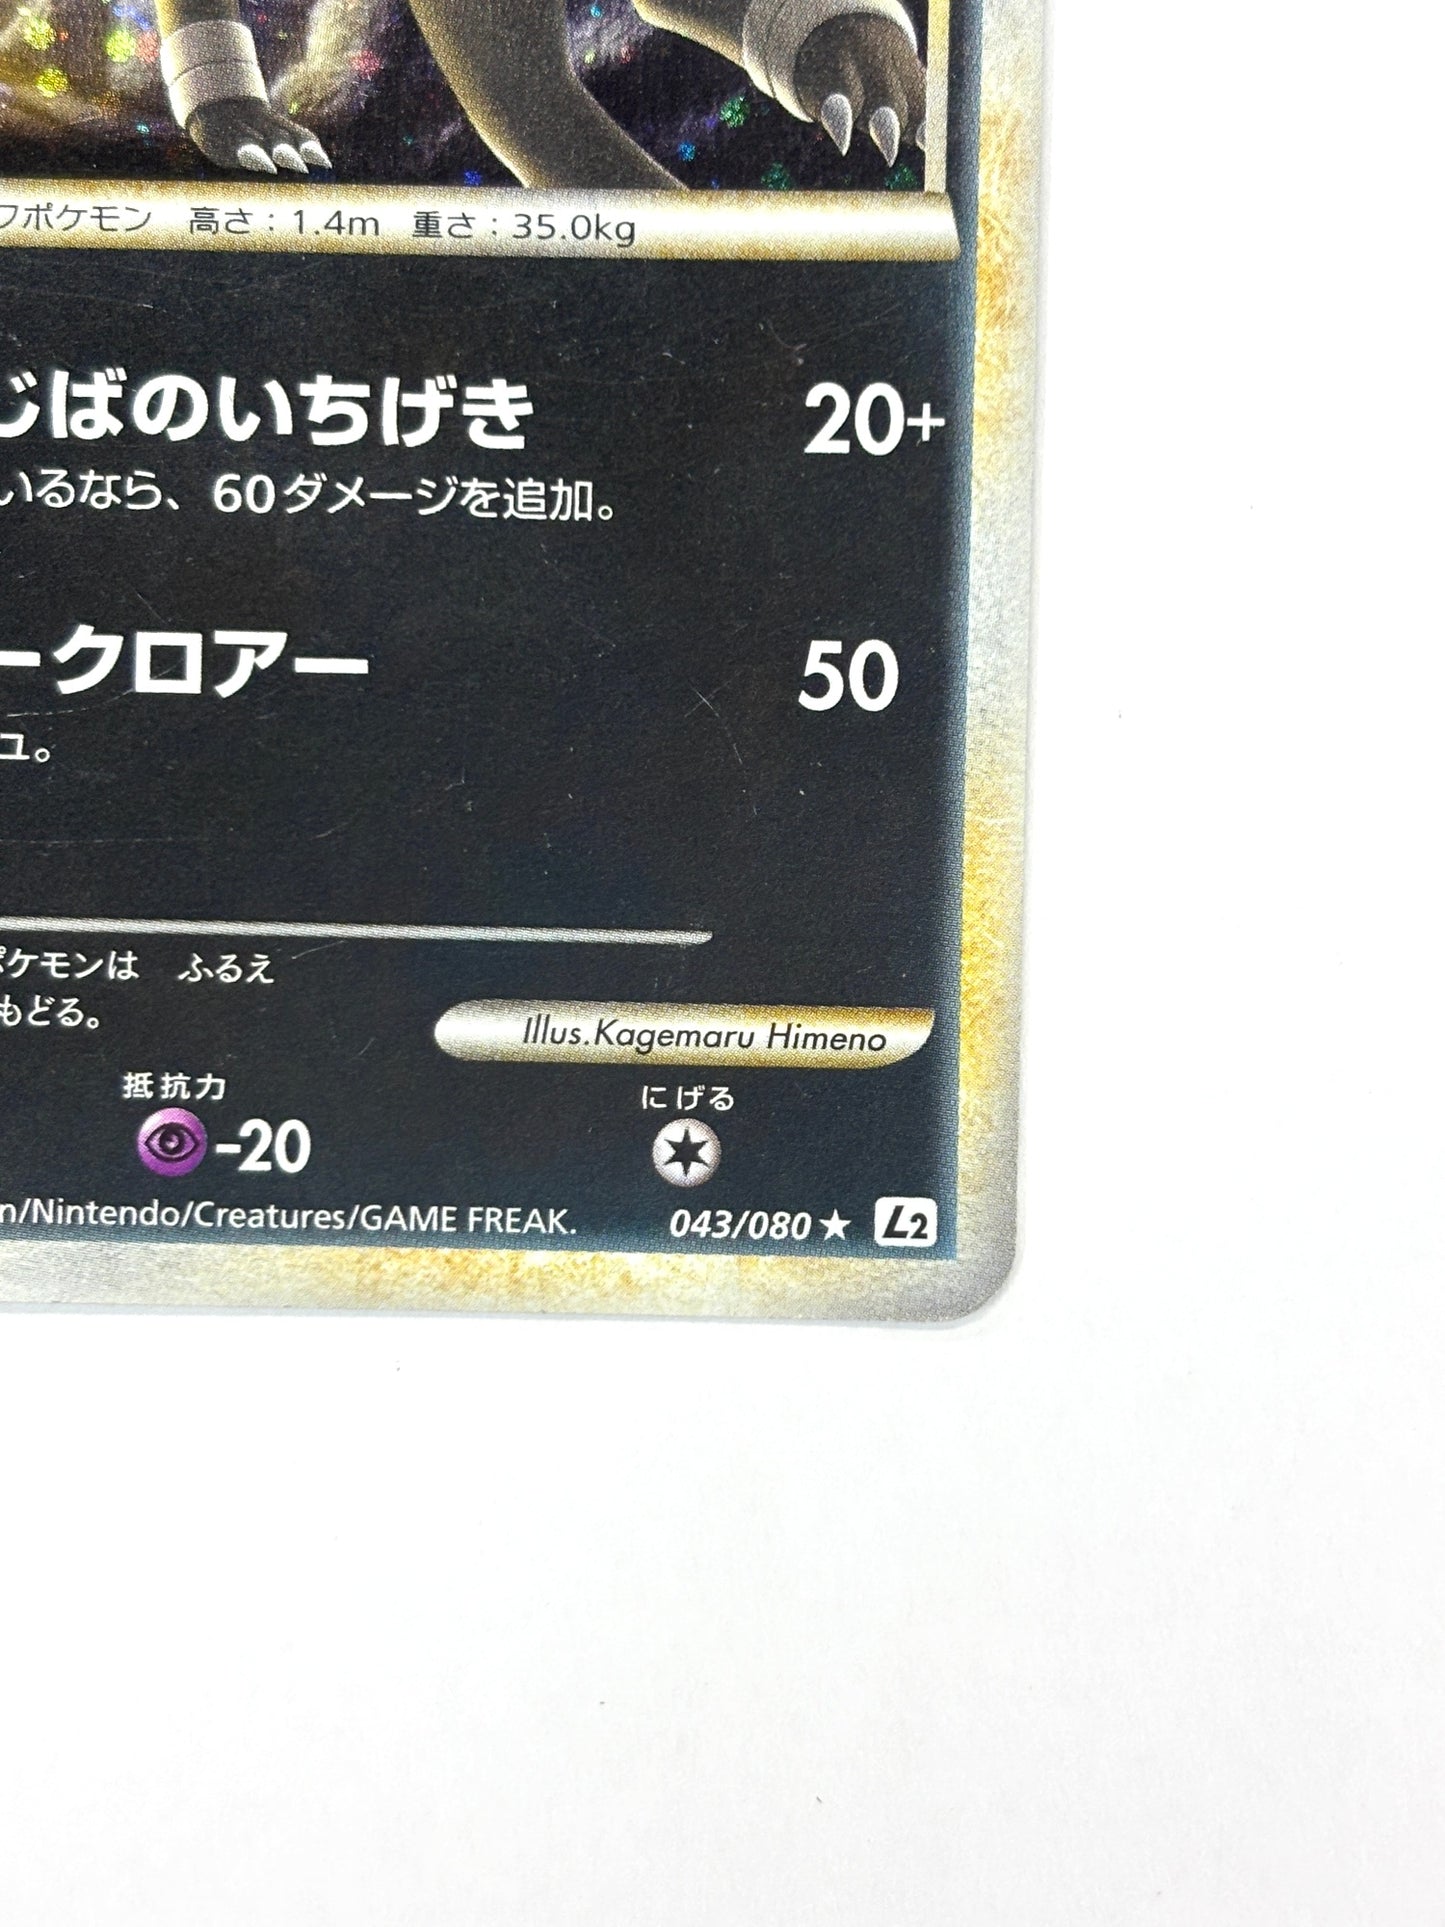 ポケモン 高さ：1.4m 重さ：35.0kg
じばのいちげき 20+
いるなら、60ダメージを追加。
ークロアー 50
ュ。
ポケモンは ふるえ
もどる。
Illus.Kagemaru Himeno
抵抗力 にげる
-20
n/Nintendo/Creatures/GAME FREAK. 043/080 ★ L2